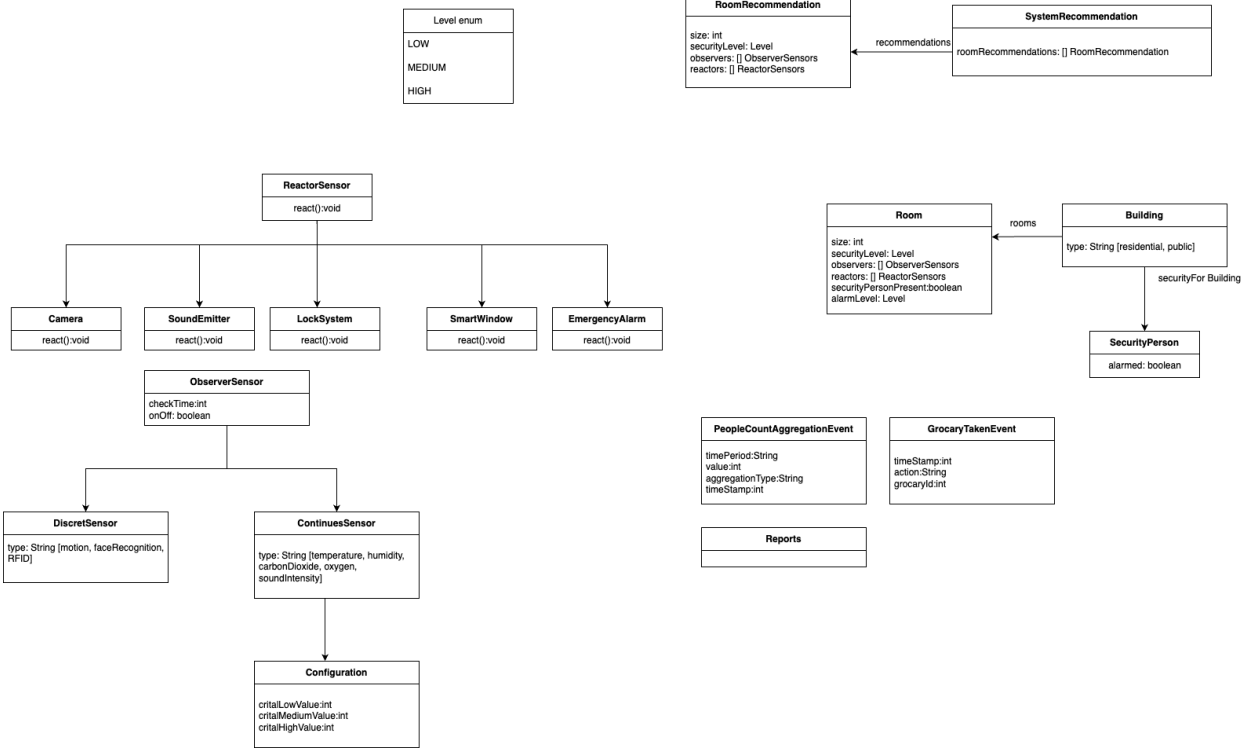 Level enum
LOW
MEDIUM
HIGH
RoomRecommendation
size: int
securityLevel: Level
observers: [] ObserverSensors
reactors: [] ReactorSensors
recommendations
SystemRecommendation
roomRecommendations: [] RoomRecommendation
ReactorSensor
react():void
Camera
react():void
SoundEmitter
react():void
LockSystem
react():void
SmartWindow
react():void
EmergencyAlarm
react():void
Room
size: int
securityLevel: Level
observers: [] ObserverSensors
reactors: [] ReactorSensors
securityPersonPresent:boolean
alarmLevel: Level
rooms
Building
type: String [residential, public]
securityFor Building
SecurityPerson
alarmed: boolean
ObserverSensor
checkTime:int
onOff: boolean
DiscretSensor
type: String [motion, faceRecognition,
RFID]
ContinuesSensor
type: String [temperature, humidity,
carbonDioxide, oxygen,
soundIntensity]
Configuration
critalLowValue:int
critalMediumValue:int
critalHighValue:int
PeopleCountAggregationEvent
timePeriod:String
value:int
aggregationType:String
timeStamp:int
GrocaryTakenEvent
timeStamp:int
action:String
grocaryId:int
Reports